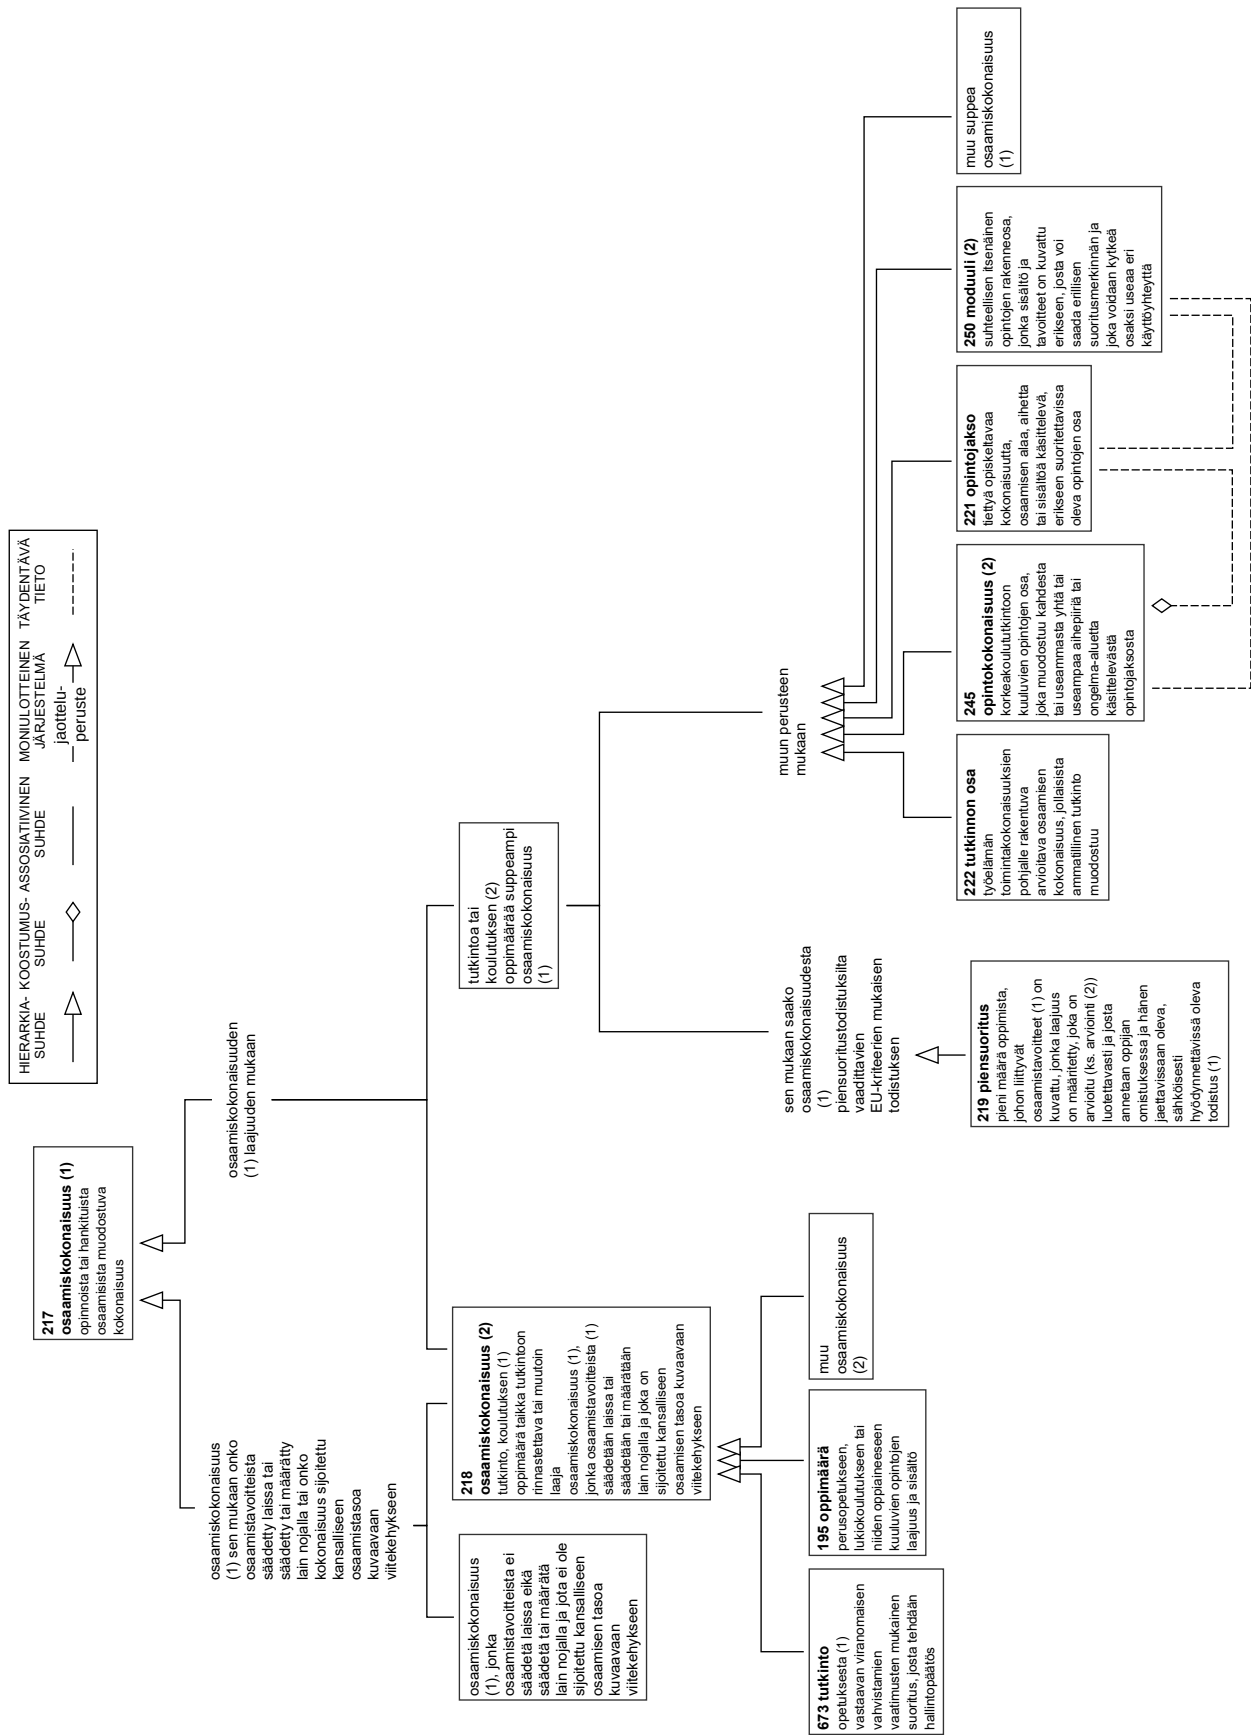 HIERARKIA- KOOSTUMUS- ASSOSIATIIVINEN MONIULOTTEINEN TÄYDENTÄVÄ
SUHDE SUHDE SUHDE JÄRJESTELMÄ TIETO
jaottelu-
peruste
217
osaamiskokonaisuus (1)
opinnoista tai hankituista
osaamisista muodostuva
kokonaisuus
osaamiskokonaisuus
(1) sen mukaan onko
osaamistavoitteista
säädetty laissa tai
säädetty tai määrätty
lain nojalla tai onko
kokonaisuus sijoitettu
kansalliseen
osaamistasoa
kuvaavaan
viitekehykseen
osaamiskokonaisuuden
(1) laajuuden mukaan
osaamiskokonaisuus
(1), jonka
osaamistavoitteista ei
säädetä laissa eikä
säädetä tai määrätä
lain nojalla ja jota ei ole
sijoitettu kansalliseen
osaamisen tasoa
kuvaavaan
viitekehykseen
218
osaamiskokonaisuus (2)
tutkinto, koulutuksen (1)
oppimäärä taikka tutkintoon
rinnastettava tai muutoin
laaja
osaamiskokonaisuus (1),
jonka osaamistavoitteista (1)
säädetään laissa tai
säädetään tai määrätään
lain nojalla ja joka on
sijoitettu kansalliseen
osaamisen tasoa kuvaavaan
viitekehykseen
tutkintoa tai
koulutuksen (2)
oppimäärää suppeampi
osaamiskokonaisuus
(1)
673 tutkinto
opetuksesta (1)
vastaavan viranomaisen
vahvistamien
vaatimusten mukainen
suoritus, josta tehdään
hallintopäätös
195 oppimäärä
perusopetukseen,
lukiokoulutukseen tai
niiden oppiaineeseen
kuuluvien opintojen
laajuus ja sisältö
muu
osaamiskokonaisuus
(2)
sen mukaan saako
osaamiskokonaisuudesta
(1)
piensuoritustodistuksilta
vaadittavien
EU-kriteerien mukaisen
todistuksen
muun perusteen
mukaan
219 piensuoritus
pieni määrä oppimista,
johon liittyvät
osaamistavoitteet (1) on
kuvattu, jonka laajuus
on määritetty, joka on
arvioitu (ks. arviointi (2))
luotettavasti ja josta
annetaan oppijan
omistuksessa ja hänen
jaettavissaan oleva,
sähköisesti
hyödynnettävissä oleva
todistus (1)
222 tutkinnon osa
työelämän
toimintakokonaisuuksien
pohjalle rakentuva
arvioitava osaamisen
kokonaisuus, jollaisista
ammatillinen tutkinto
muodostuu
245
opintokokonaisuus (2)
korkeakoulututkintoon
kuuluvien opintojen osa,
joka muodostuu kahdesta
tai useammasta yhtä tai
useampaa aihepiiriä tai
ongelma-aluetta
käsittelevästä
opintojaksosta
221 opintojakso
tiettyä opiskeltavaa
kokonaisuutta,
osaamisen alaa, aihetta
tai sisältöä käsittelevä,
erikseen suoritettavissa
oleva opintojen osa
250 moduuli (2)
suhteellisen itsenäinen
opintojen rakenneosa,
jonka sisältö ja
tavoitteet on kuvattu
erikseen, josta voi
saada erillisen
suoritusmerkinnän ja
joka voidaan kytkeä
osaksi useaa eri
käyttöyhteyttä
muu suppea
osaamiskokonaisuus
(1)